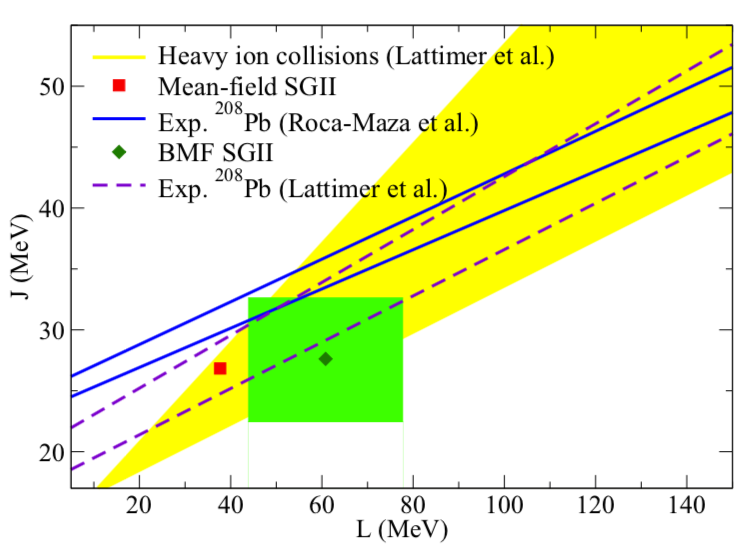 Heavy ion collisions (Lattimer et al.)
Mean-field SGII
Exp. ²⁰⁸Pb (Roca-Maza et al.)
BMF SGII
Exp. ²⁰⁸Pb (Lattimer et al.)
50
40
30
20
J (MeV)
20 40 60 80 100 120 140
L (MeV)